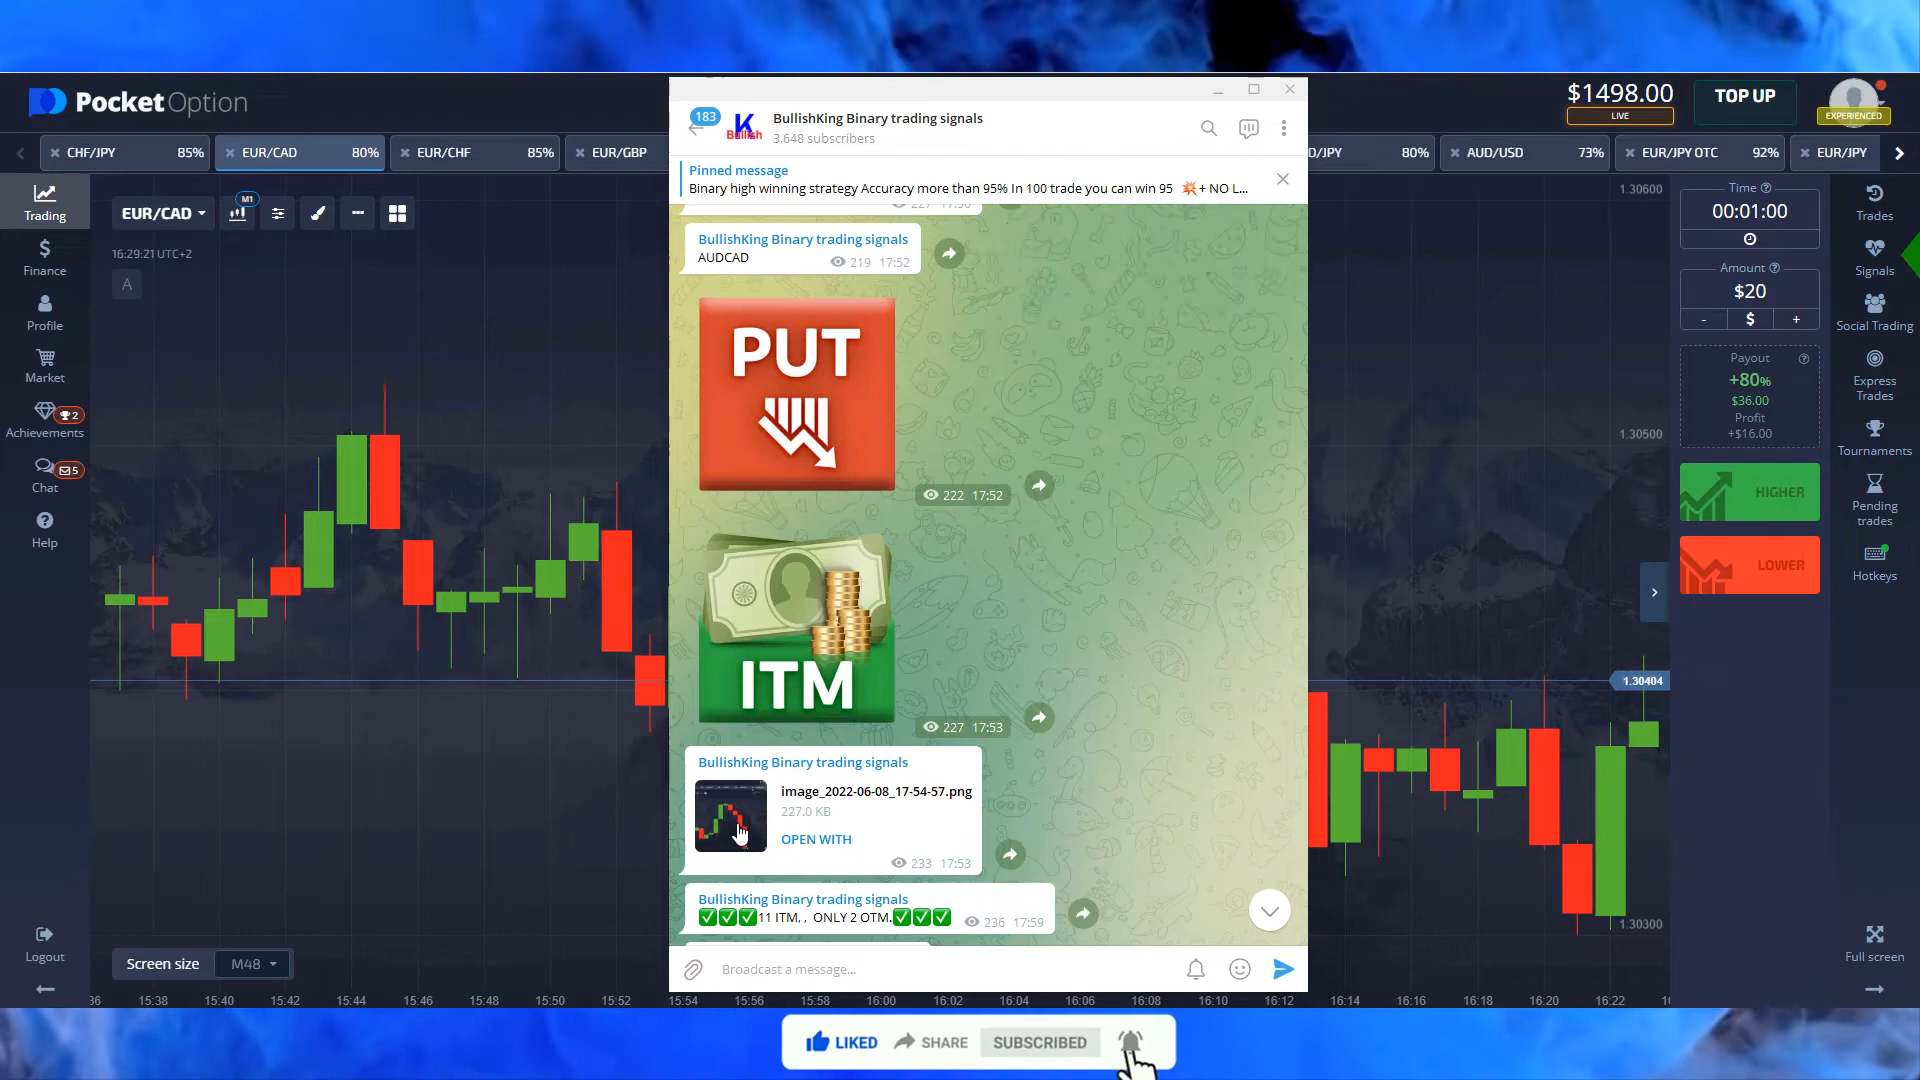 PocketOption
$1498.00
LIVE
TOP UP
EXPERIENCED
CHF/JPY 85%
EUR/CAD 80%
EUR/CHF 85%
EUR/GBP
D/JPY 80%
AUD/USD 73%
EUR/JPY OTC 92%
EUR/JPY
Trading
Finance
Profile
Market
Achievements
2
Chat
5
Help
Logout
EUR/CAD
M1
16:29:21 UTC+2
A
Screen size M48
183
K
Bullish
BullishKing Binary trading signals
3,648 subscribers
Pinned message
Binary high winning strategy Accuracy more than 95% In 100 trade you can win 95 💥+ NO L...
BullishKing Binary trading signals
AUDCAD
219 17:52
PUT
222 17:52
ITM
227 17:53
BullishKing Binary trading signals
image_2022-06-08_17-54-57.png
227.0 KB
OPEN WITH
233 17:53
BullishKing Binary trading signals
✅✅✅11 ITM, , ONLY 2 OTM.✅✅✅
236 17:59
Broadcast a message...
1.30600
1.30500
1.30404
1.30300
Time
00:01:00
Amount
$20
- $ +
Payout
+80%
$36.00
Profit
+$16.00
HIGHER
LOWER
Trades
Signals
Social Trading
Express
Trades
Tournaments
Pending
trades
Hotkeys
Full screen
36 15:38 15:40 15:42 15:44 15:46 15:48 15:50 15:52 15:54 15:56 15:58 16:00 16:02 16:04 16:06 16:08 16:10 16:12 16:14 16:16 16:18 16:20 16:22
LIKED SHARE SUBSCRIBED